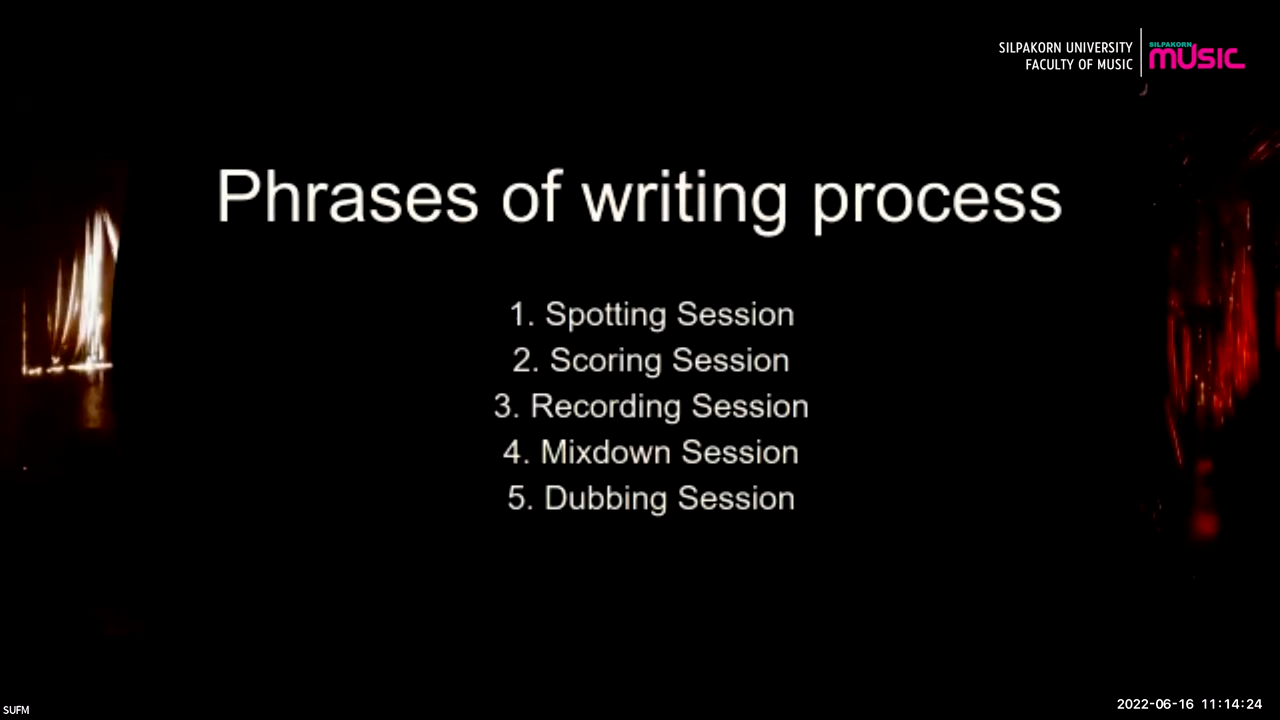 SILPAKORN UNIVERSITY
FACULTY OF MUSIC
SILPAKORN
MUSIC
Phrases of writing process
1. Spotting Session
2. Scoring Session
3. Recording Session
4. Mixdown Session
5. Dubbing Session
SUFM
2022-06-16 11:14:24